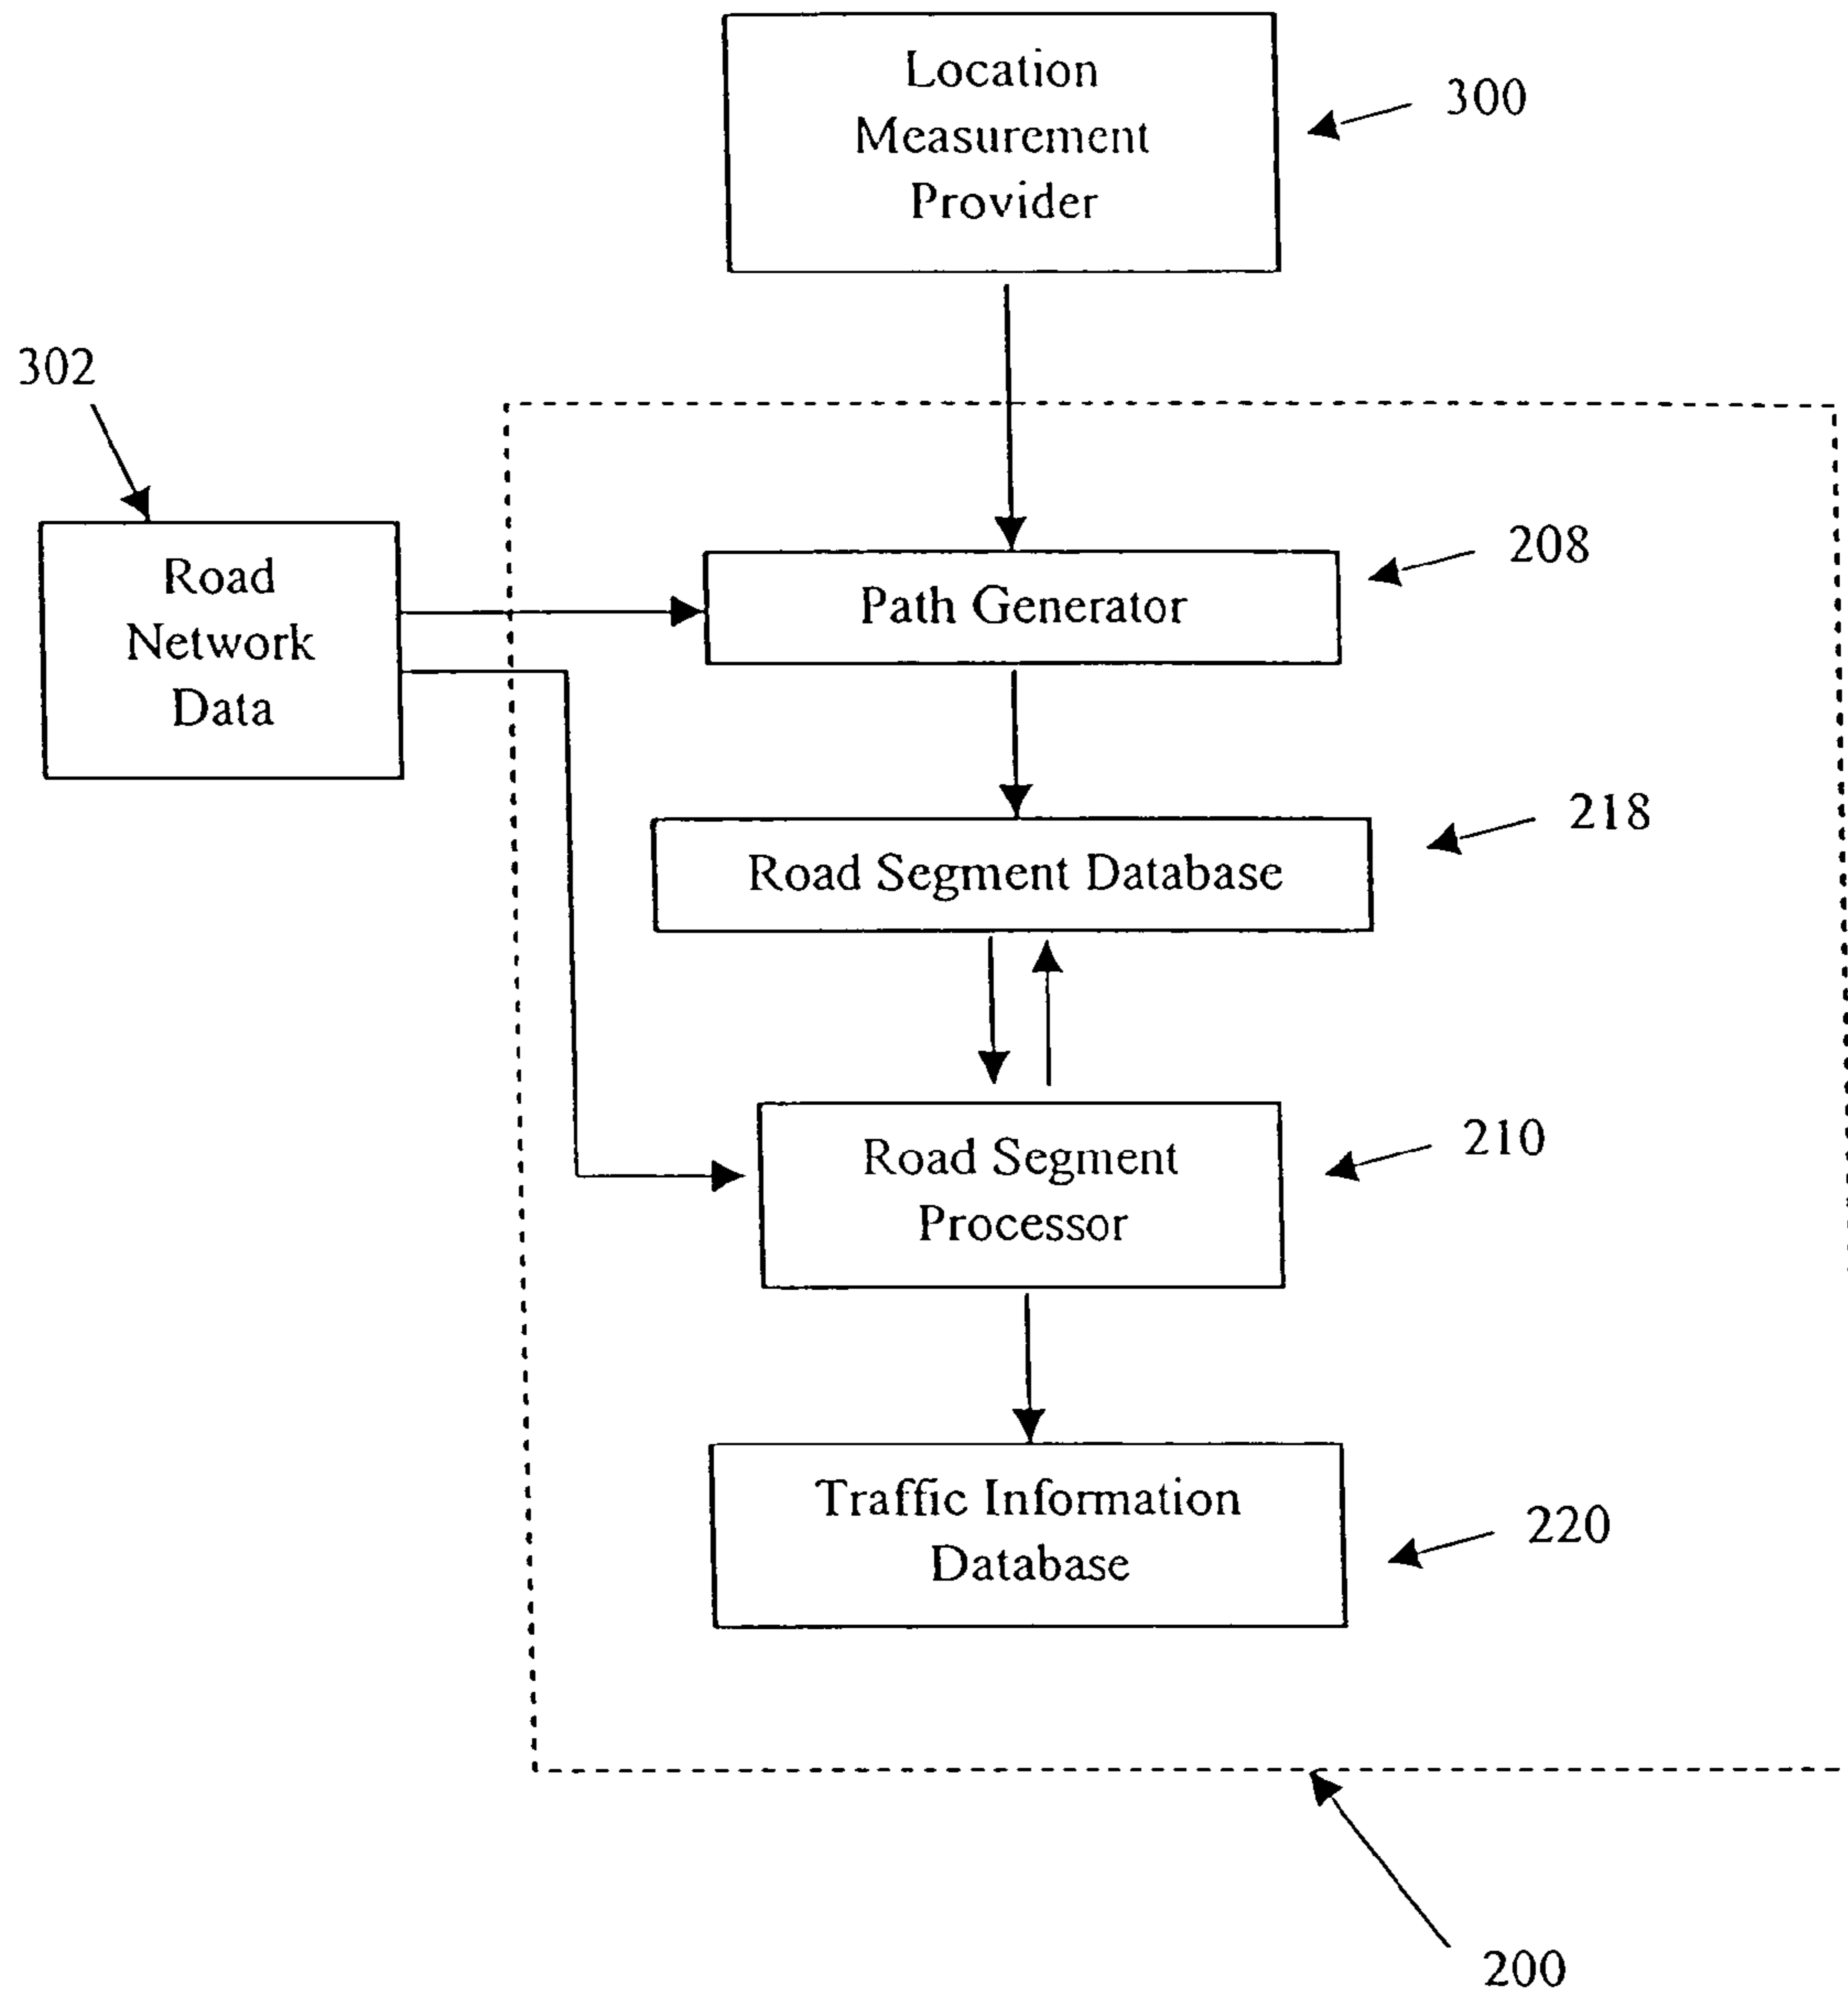 Location
Measurement
Provider
300
302
Road
Network
Data
Path Generator
208
Road Segment Database
218
Road Segment
Processor
210
Traffic Information
Database
220
200